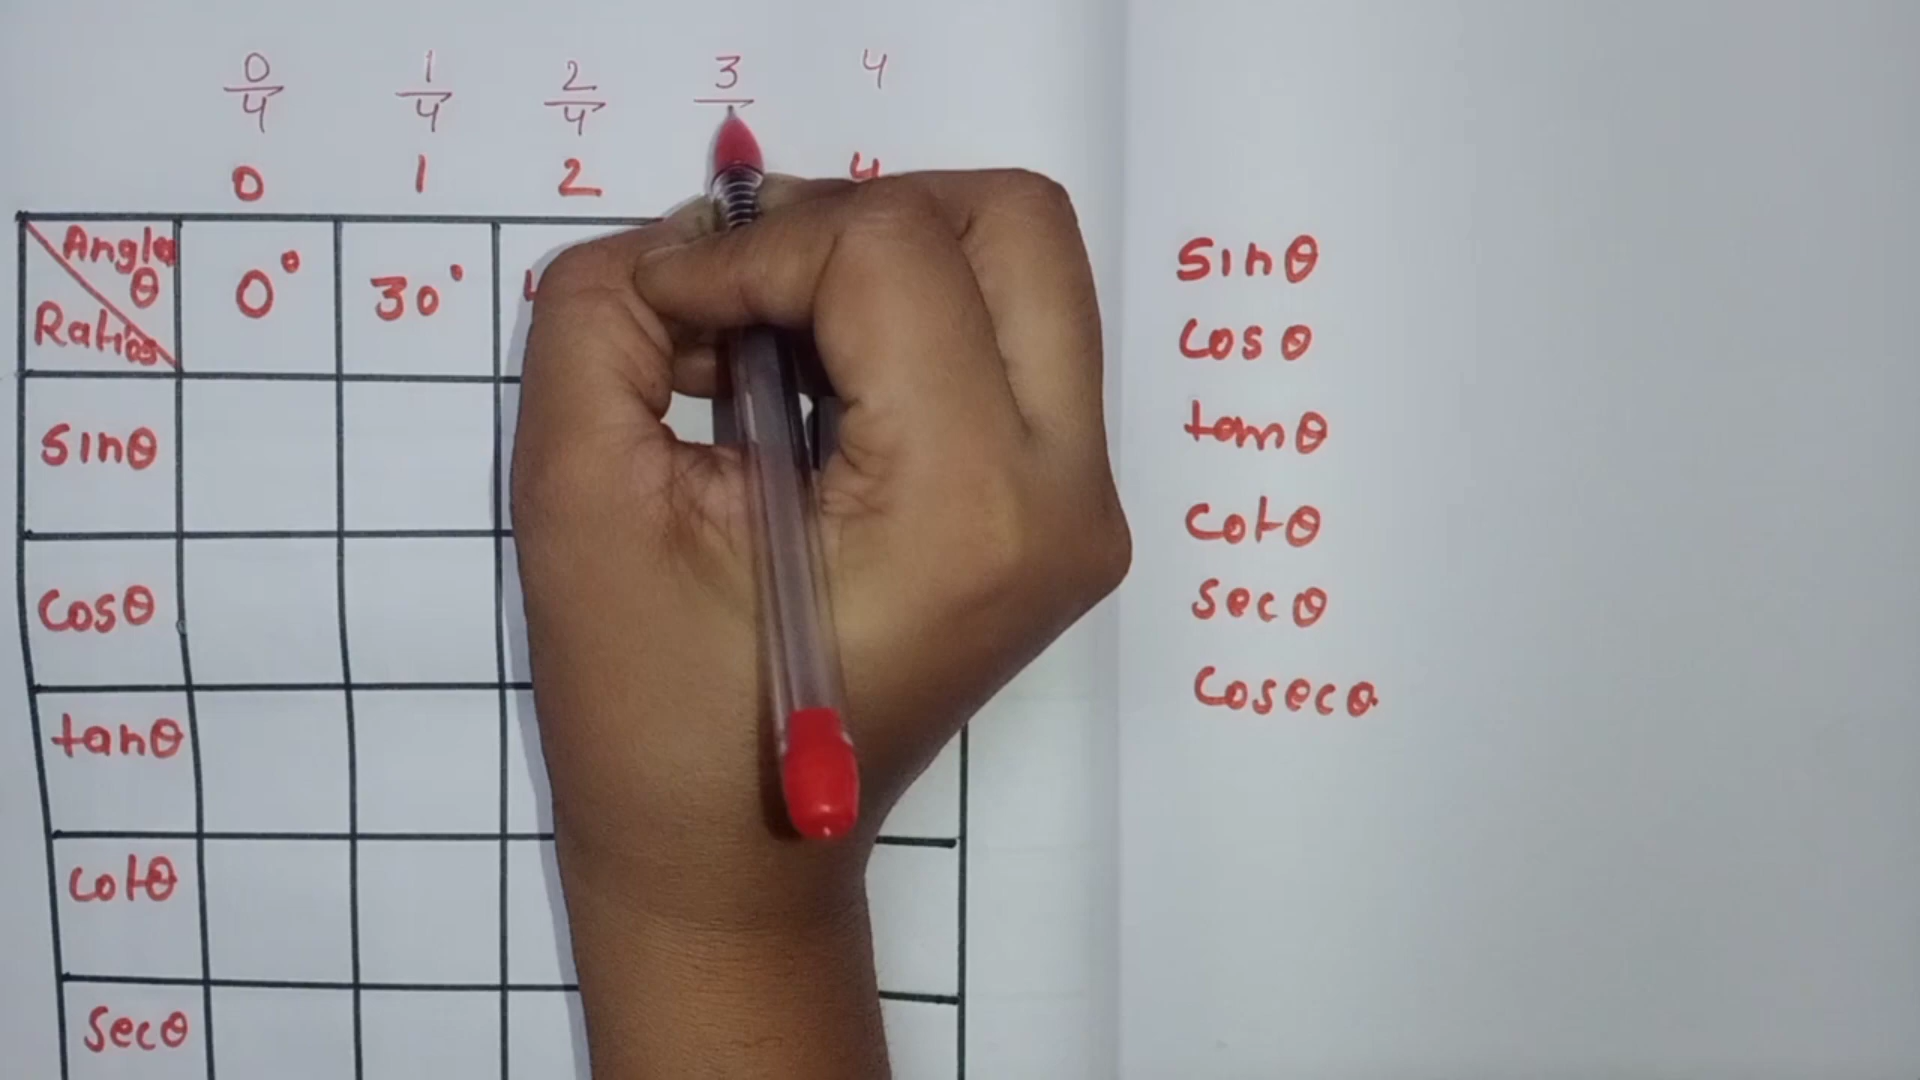 0/4 1/4 2/4 3/ 4
0 1 2 4
Angle
θ
Ratios
0° 30°
sinθ
cosθ
tanθ
cotθ
secθ
sinθ
cosθ
tanθ
cotθ
secθ
cosecθ